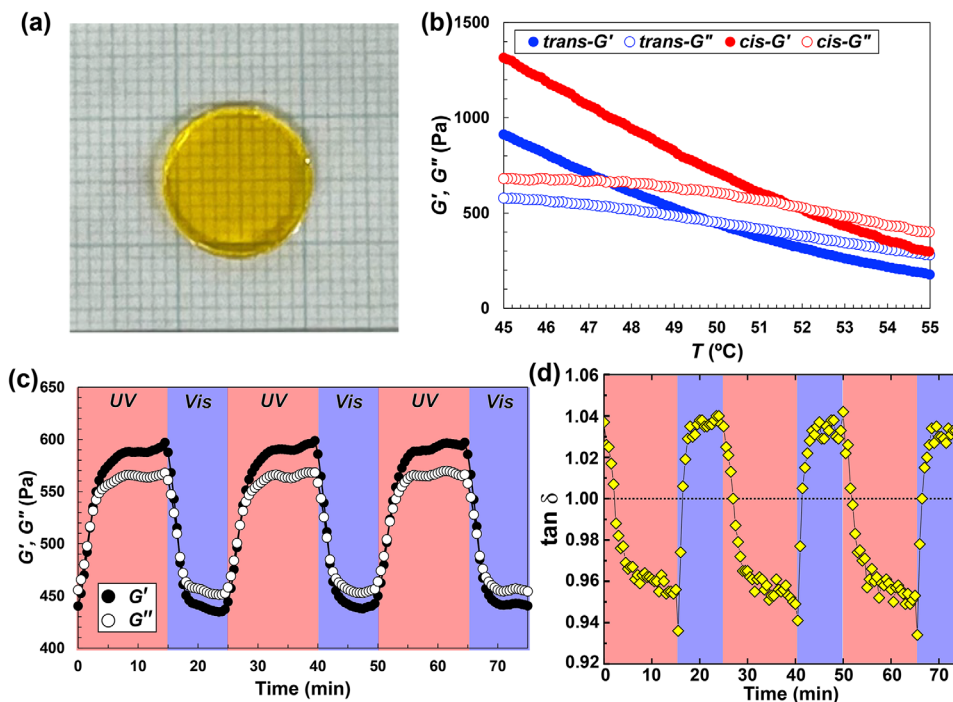 (a)
(b)
1500
1000
500
0
G', G" (Pa)
trans-G' trans-G" cis-G' cis-G"
45 46 47 48 49 50 51 52 53 54 55
T (ºC)
(c)
650
600
550
500
450
400
G', G" (Pa)
UV Vis UV Vis UV Vis
G'
G"
0 10 20 30 40 50 60 70
Time (min)
(d)
1.06
1.04
1.02
1.00
0.98
0.96
0.94
0.92
tan δ
0 10 20 30 40 50 60 70
Time (min)